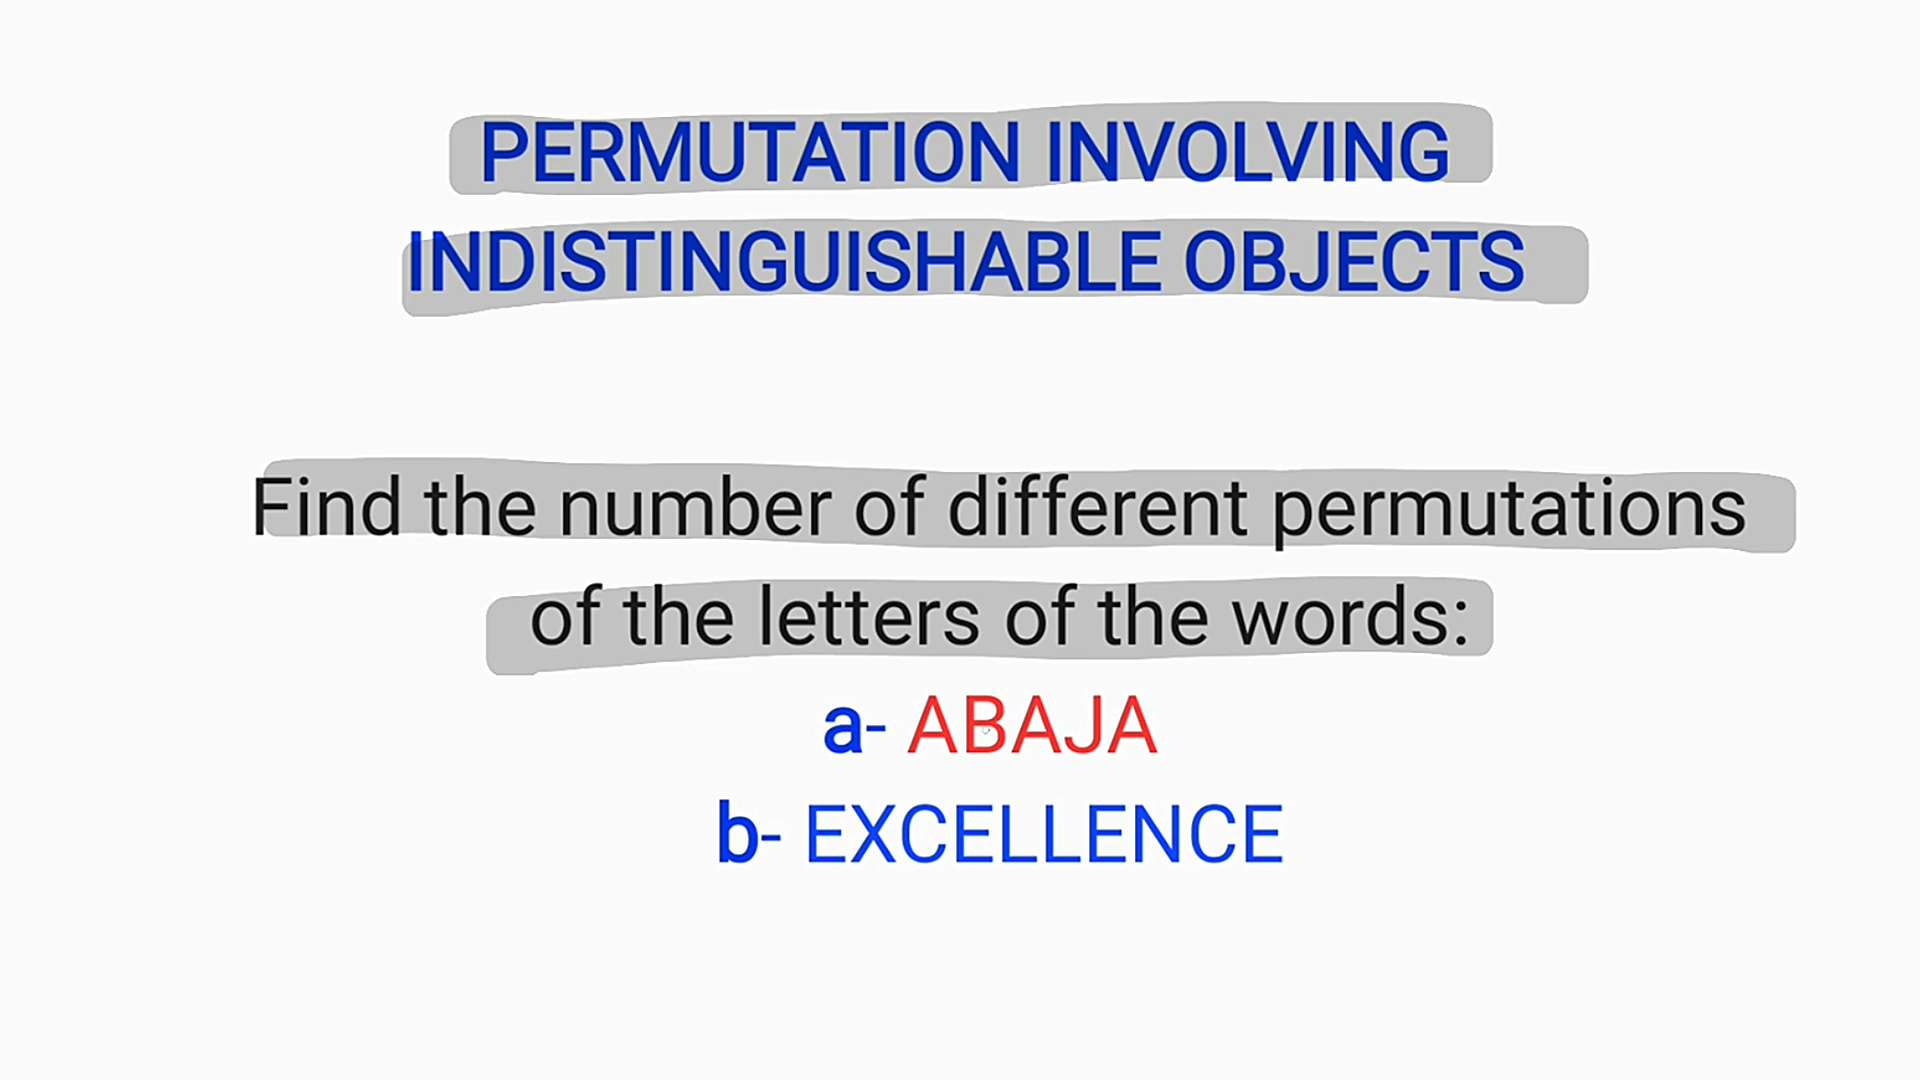 PERMUTATION INVOLVING
INDISTINGUISHABLE OBJECTS
Find the number of different permutations
of the letters of the words:
a- ABAJA
b- EXCELLENCE